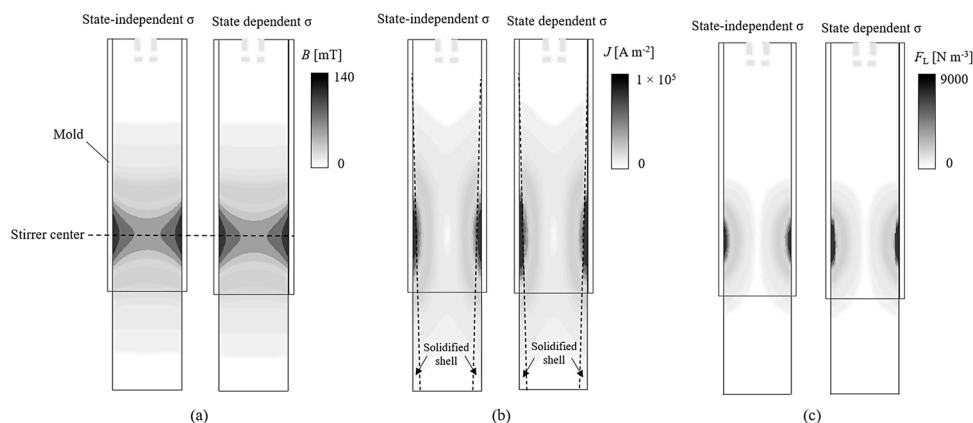 State-independent σ
State dependent σ
B [mT]
140
0
Mold
Stirrer center
(a)
State-independent σ
State dependent σ
J [A m⁻²]
1 × 10⁵
0
Solidified
shell
Solidified
shell
(b)
State-independent σ
State dependent σ
F_L [N m⁻³]
9000
0
(c)